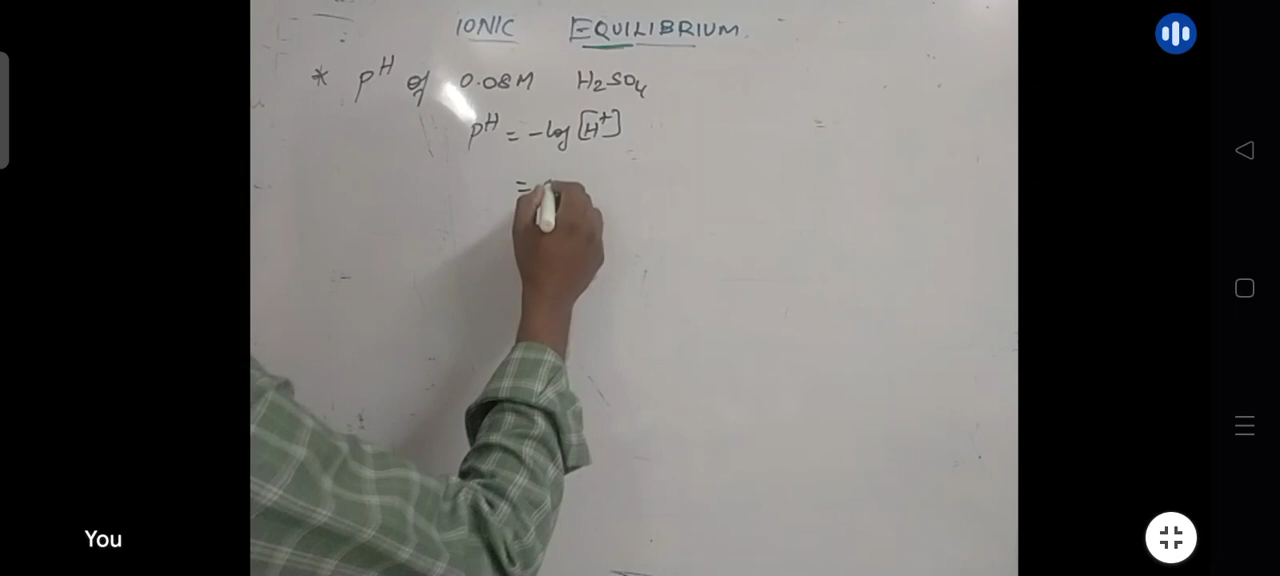 IONIC EQUILIBRIUM.
* pH of 0.08M H2SO4
pH = -log [H+]
=
You